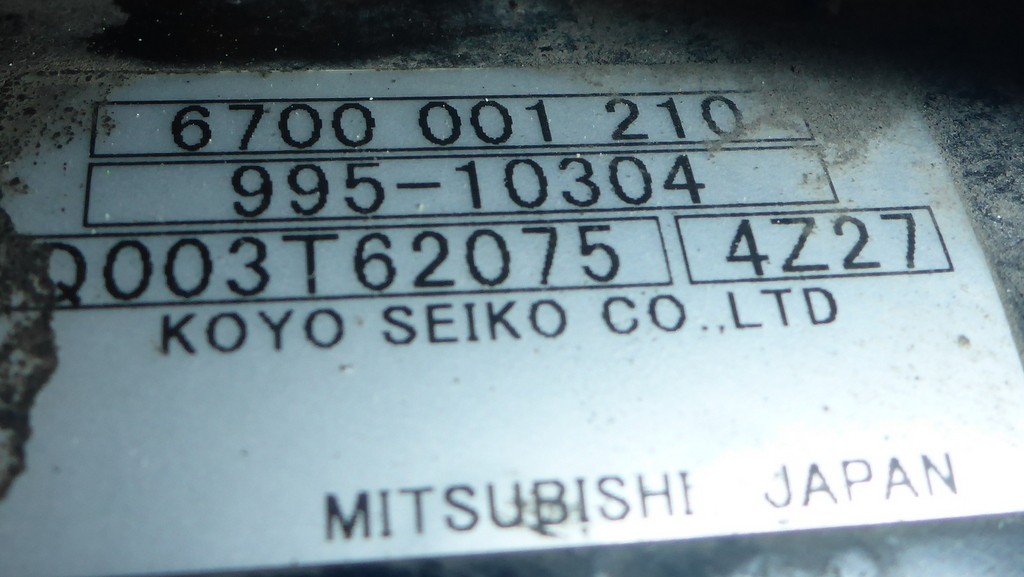 6700 001 210
995-10304
Q003T62075 4Z27
KOYO SEIKO CO.,LTD
MITSUBISHI JAPAN